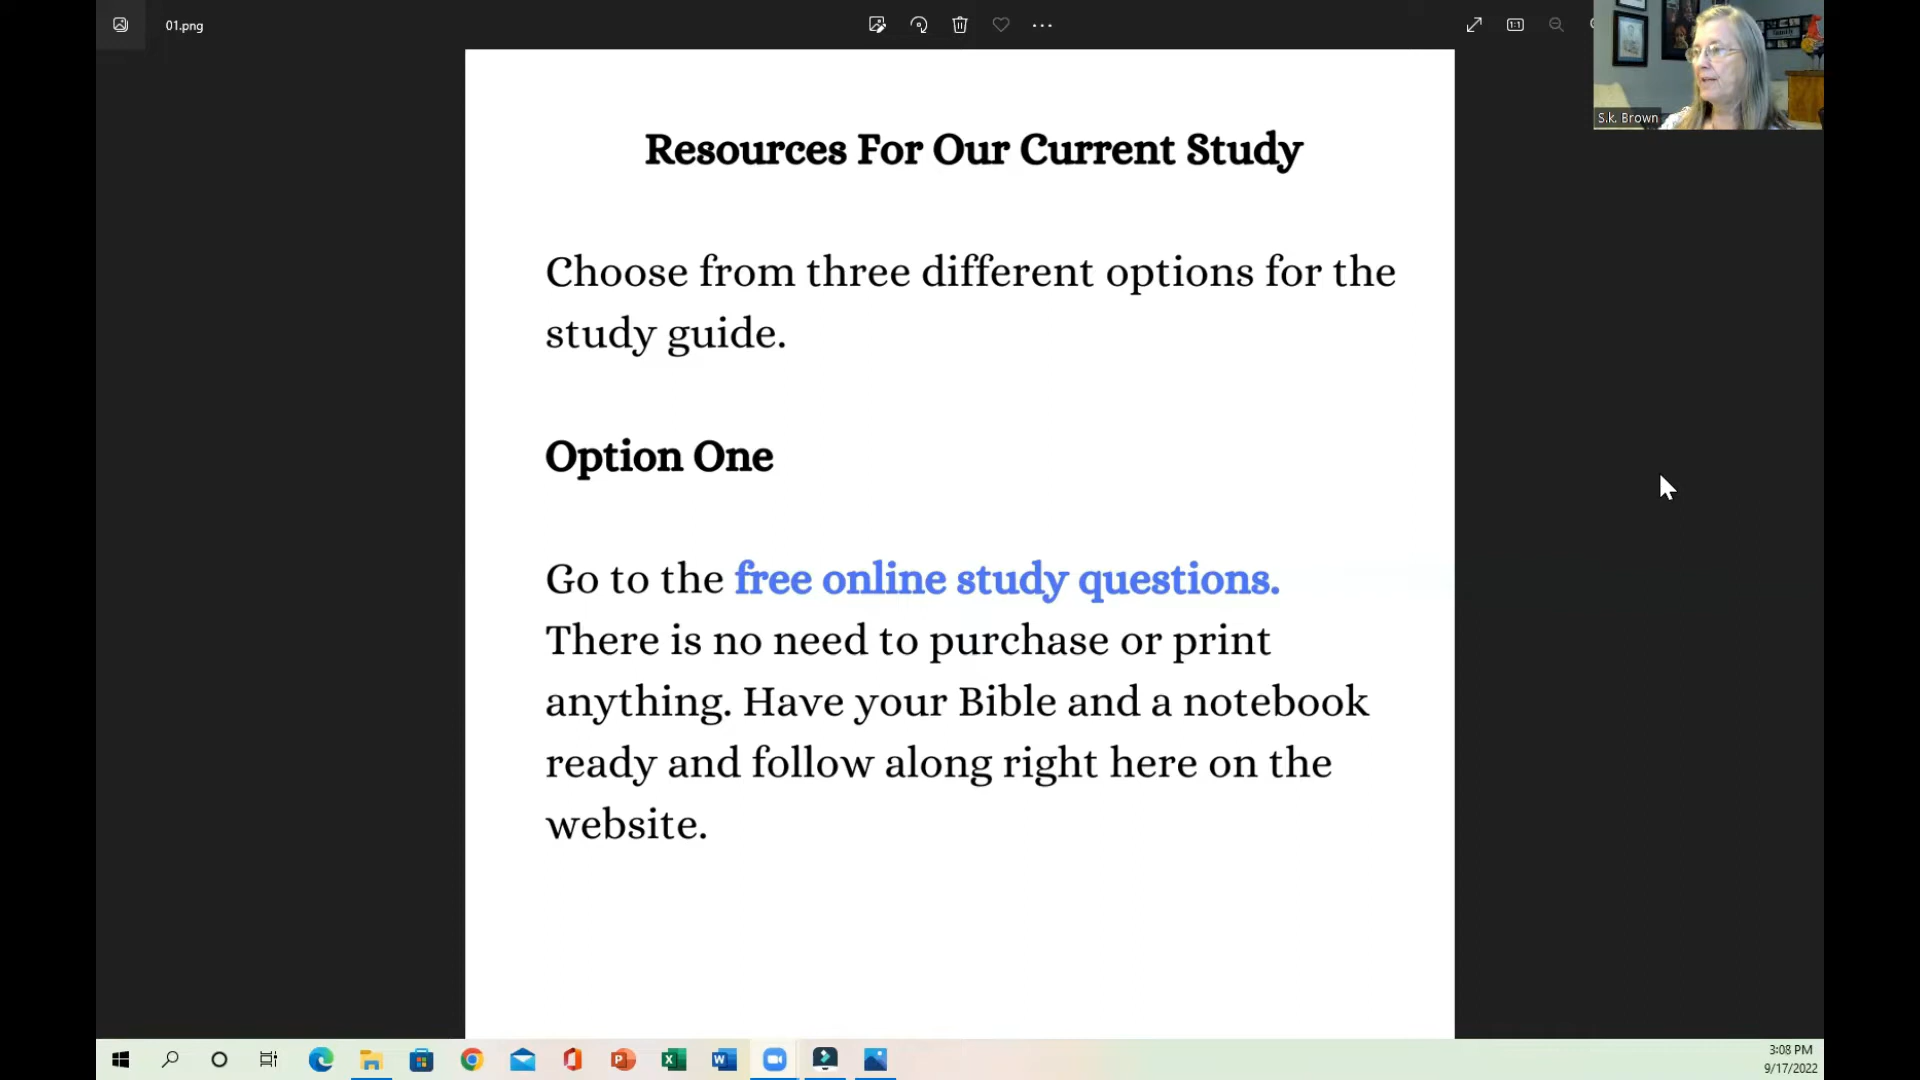 01.png
S.k. Brown
Resources For Our Current Study
Choose from three different options for the
study guide.
Option One
Go to the free online study questions.
There is no need to purchase or print
anything. Have your Bible and a notebook
ready and follow along right here on the
website.
3:08 PM
9/17/2022